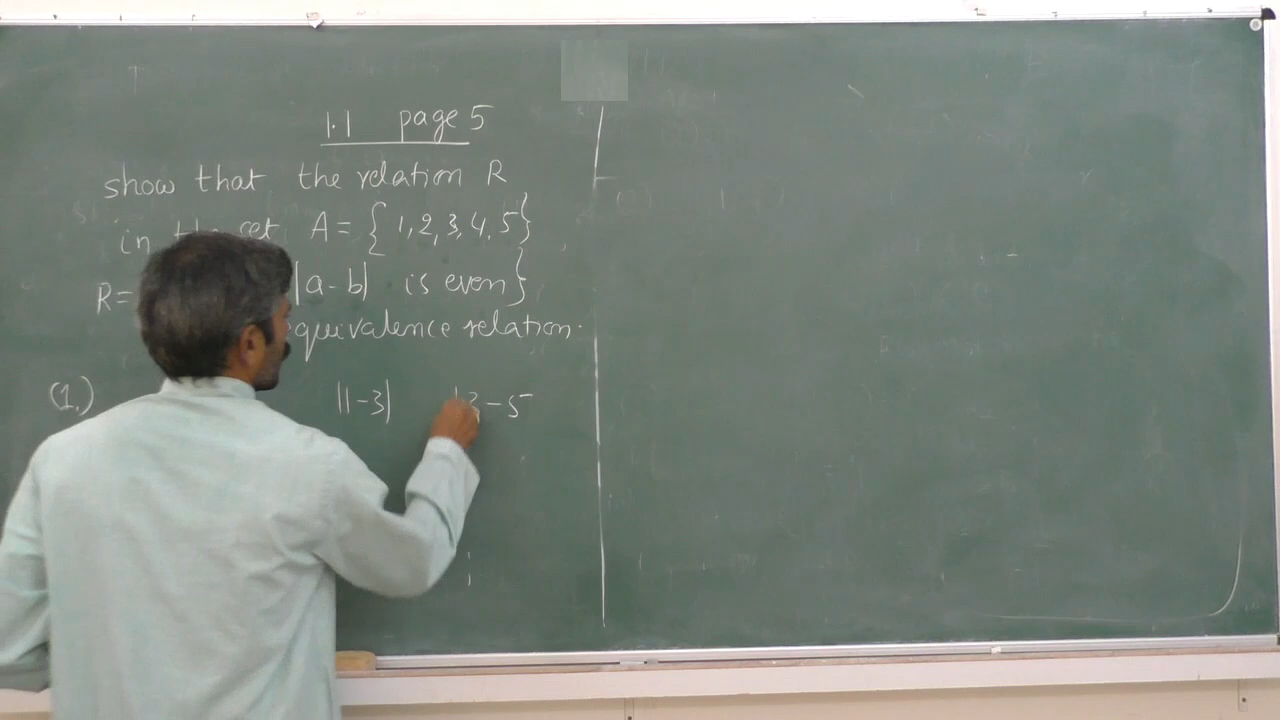 1.1 page 5
show that the relation R
in the set A = { 1, 2, 3, 4, 5 }
R = |a - b| is even }
equivalence relation.
(1.) |1 - 3| |3 - 5